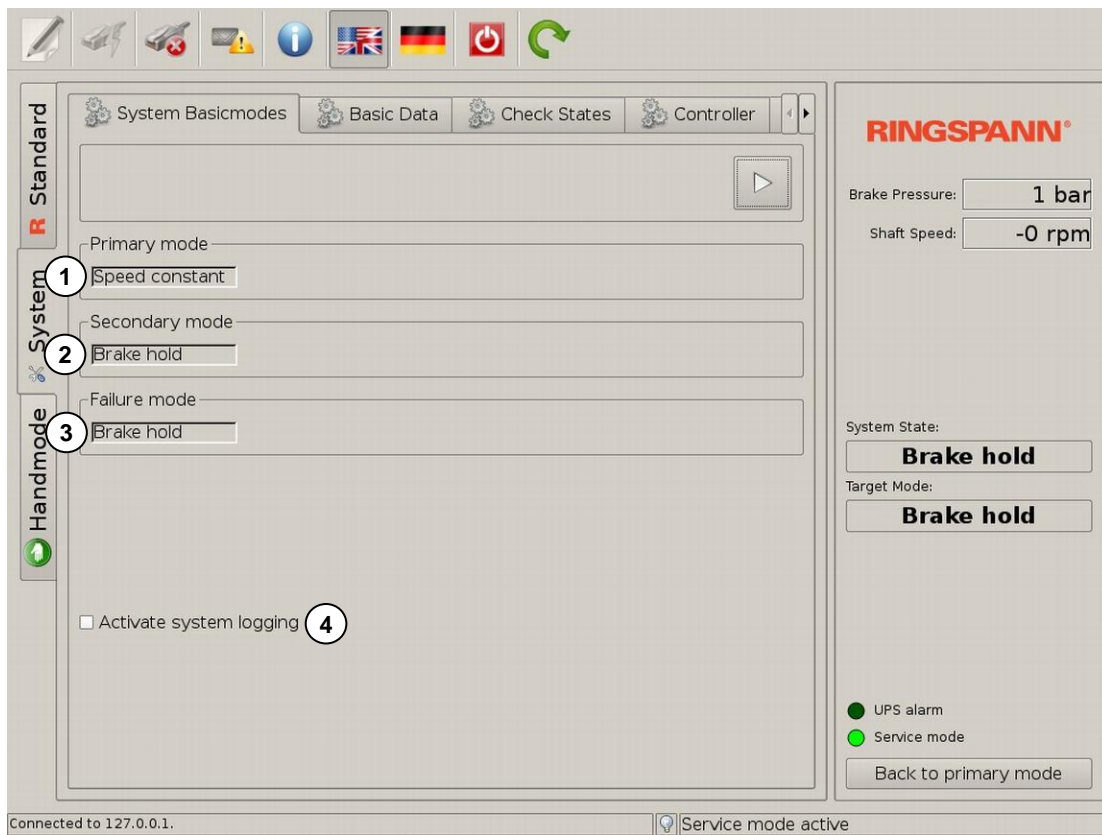 Standard
R
System
Handmode
System Basicmodes
Basic Data
Check States
Controller
Primary mode
1
Speed constant
Secondary mode
2
Brake hold
Failure mode
3
Brake hold
Activate system logging
4
RINGSPANN®
Brake Pressure:
1 bar
Shaft Speed:
-0 rpm
System State:
Brake hold
Target Mode:
Brake hold
UPS alarm
Service mode
Back to primary mode
Connected to 127.0.0.1.
Service mode active